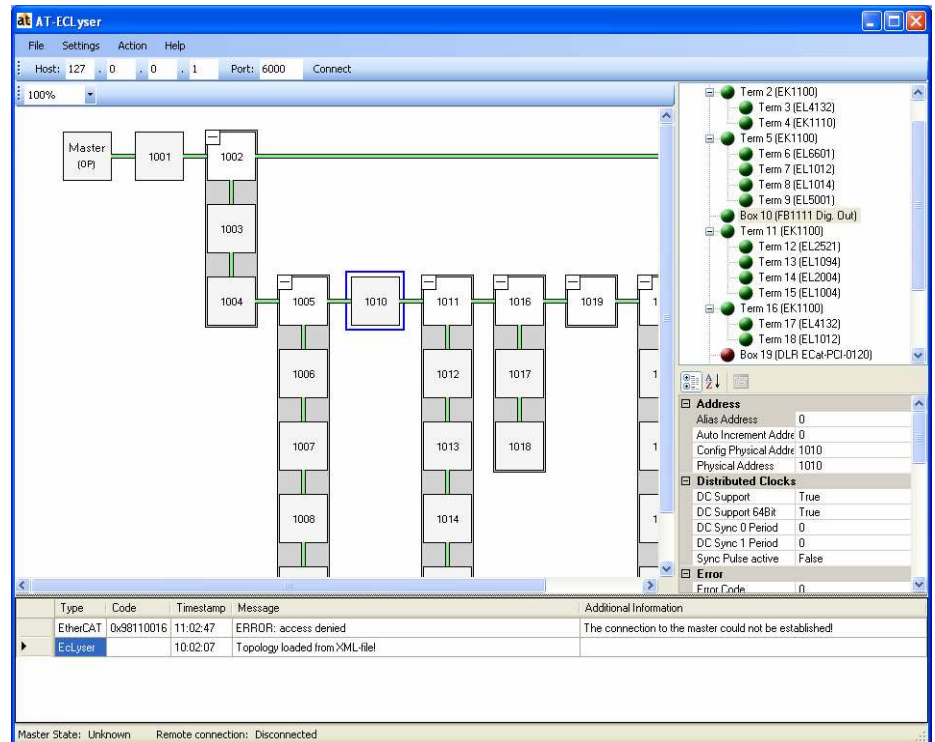 at AT-ECLyser
File Settings Action Help
Host: 127 . 0 . 0 . 1 Port: 6000 Connect
100%
Master (OP)
1001
1002
1003
1004
1005
1010
1011
1016
1019
1
1006
1012
1017
1
1007
1013
1018
1
1008
1014
1
Term 2 (EK1100)
Term 3 (EL4132)
Term 4 (EK1110)
Term 5 (EK1100)
Term 6 (EL6601)
Term 7 (EL1012)
Term 8 (EL1014)
Term 9 (EL5001)
Box 10 (FB1111 Dig. Out)
Term 11 (EK1100)
Term 12 (EL2521)
Term 13 (EL1094)
Term 14 (EL2004)
Term 15 (EL1004)
Term 16 (EK1100)
Term 17 (EL4132)
Term 18 (EL1012)
Box 19 (DLR ECat-PCI-0120)
Address
Alias Address 0
Auto Increment Addre 0
Config Physical Addre 1010
Physical Address 1010
Distributed Clocks
DC Support True
DC Support 64Bit True
DC Sync 0 Period 0
DC Sync 1 Period 0
Sync Pulse active False
Error
Error Code 0
Type Code Timestamp Message Additional Information
EtherCAT 0x98110016 11:02:47 ERROR: access denied The connection to the master could not be established!
EcLyser 10:02:07 Topology loaded from XML-file!
Master State: Unknown Remote connection: Disconnected